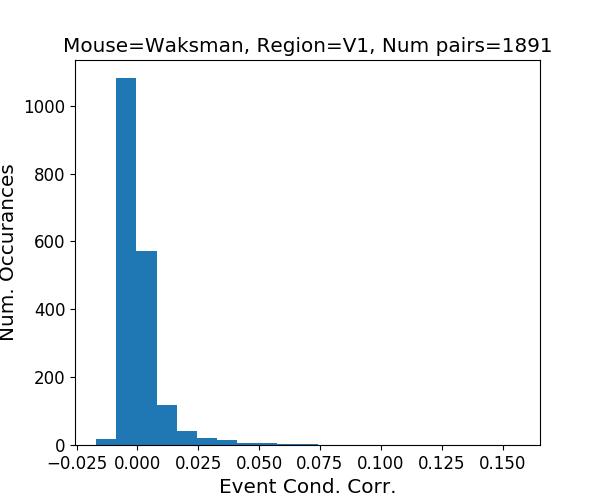 Mouse=Waksman, Region=V1, Num pairs=1891
Num. Occurances
1000
800
600
400
200
0
−0.025 0.000 0.025 0.050 0.075 0.100 0.125 0.150
Event Cond. Corr.